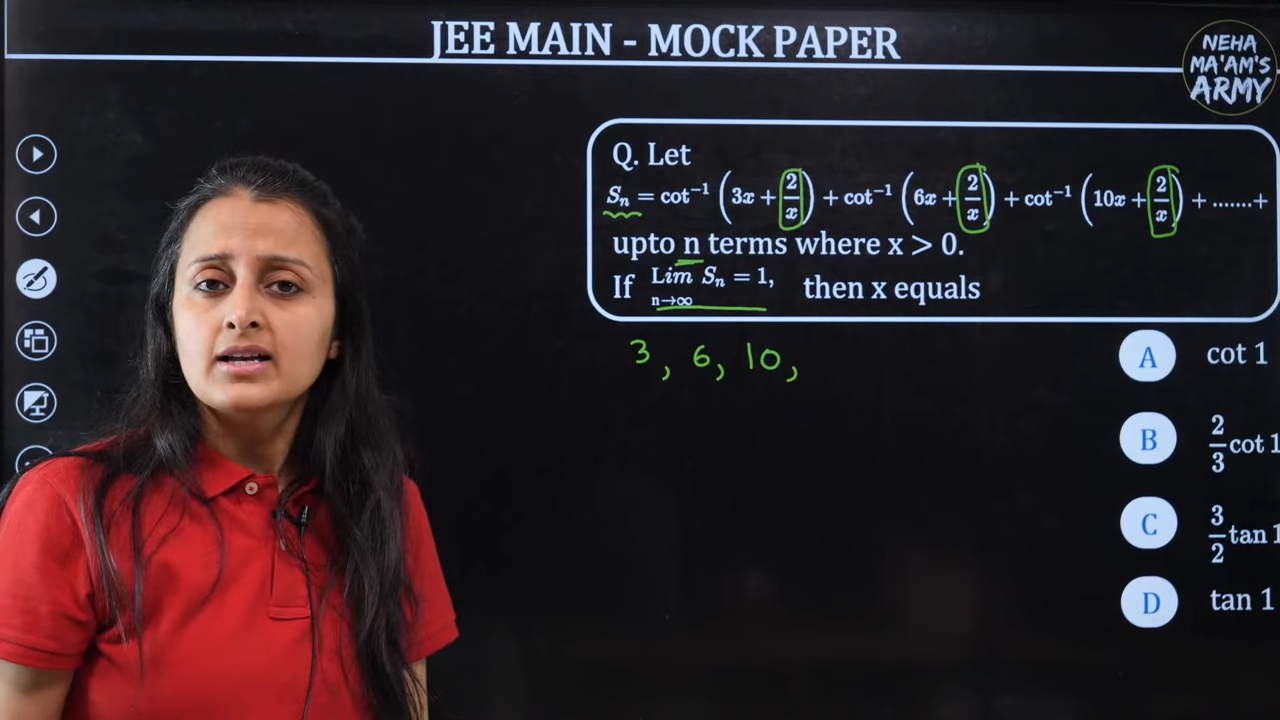 JEE MAIN - MOCK PAPER
NEHA
MA'AM'S
ARMY
Q. Let
Sₙ = cot⁻¹ (3x + 2/x) + cot⁻¹ (6x + 2/x) + cot⁻¹ (10x + 2/x) + .......+
upto n terms where x > 0.
If Lim n→∞ Sₙ = 1, then x equals
3, 6, 10,
A cot 1
B 2/3 cot 1
C 3/2 tan 1
D tan 1